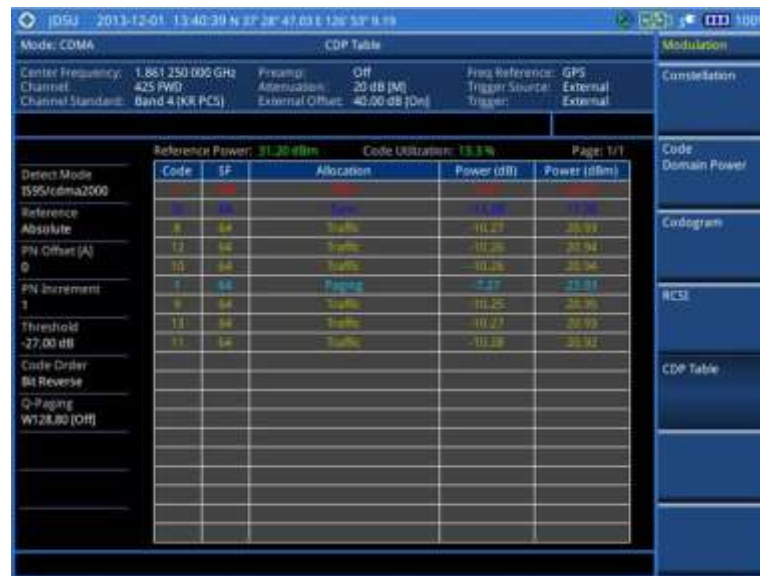 JDSU 2013-12-01 13:40:39 N 37° 28' 47.03 E 126° 53' 9.19 100%
Mode: CDMA CDP Table Modulation
Center Frequency: 1.861 250 000 GHz Preamp: Off Freq Reference: GPS
Channel: 425 FWD Attenuation: 20 dB [M] Trigger Source: External
Channel Standard: Band 4 (KR PCS) External Offset: 40.00 dB [On] Trigger: External
Constellation
Reference Power: 31.20 dBm Code Utilization: 13.3 % Page: 1/1
Code Domain Power
Code SF Allocation Power (dB) Power (dBm)
Detect Mode
IS95/cdma2000
Sync
Reference
Absolute
8 64 Traffic -10.27 20.93
Codogram
12 64 Traffic -10.26 20.94
PN Offset [A]
0
10 64 Traffic -10.26 20.94
1 64 Paging -7.27 23.93
PN Increment
1
9 64 Traffic -10.25 20.95
RCSI
13 64 Traffic -10.27 20.93
Threshold
-27.00 dB
11 64 Traffic -10.28 20.92
Code Order
Bit Reverse
CDP Table
Q-Paging
W128,80 [Off]